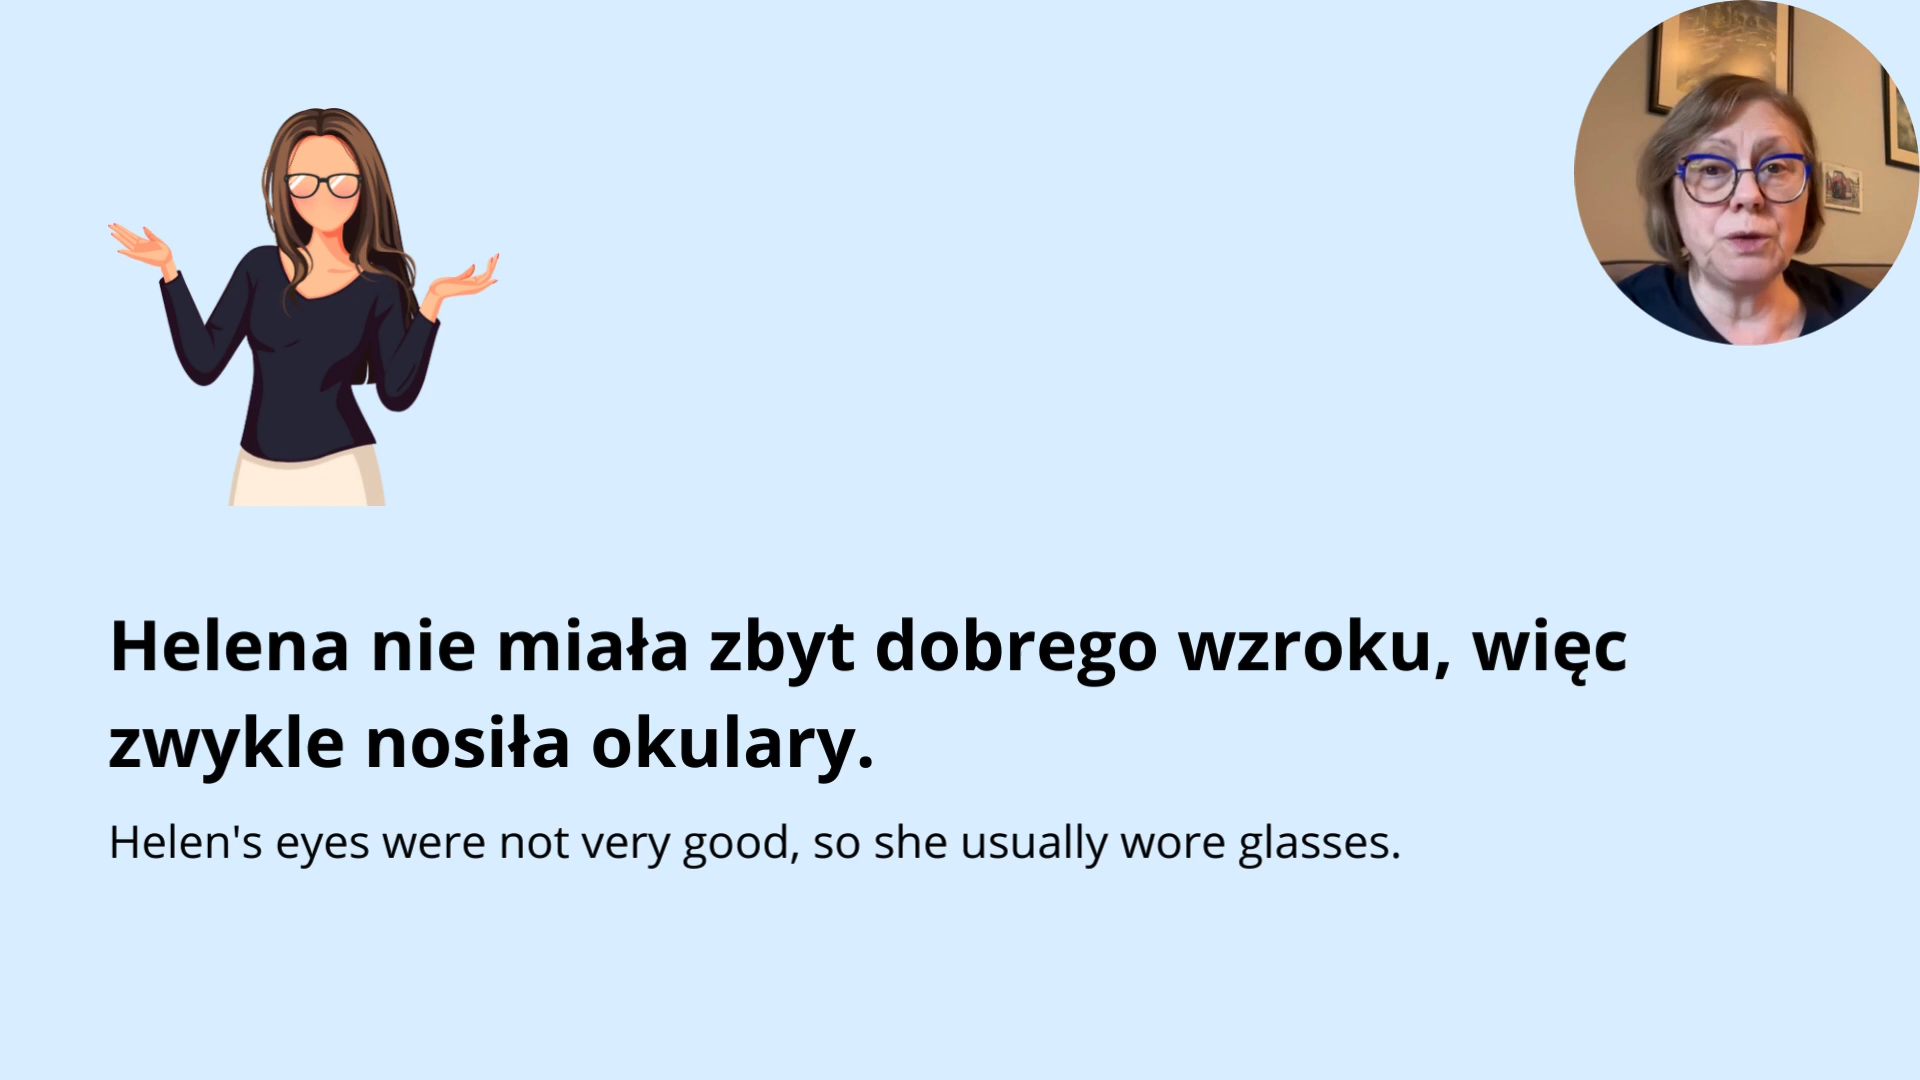 Helena nie miała zbyt dobrego wzroku, więc
zwykle nosiła okulary.
Helen's eyes were not very good, so she usually wore glasses.